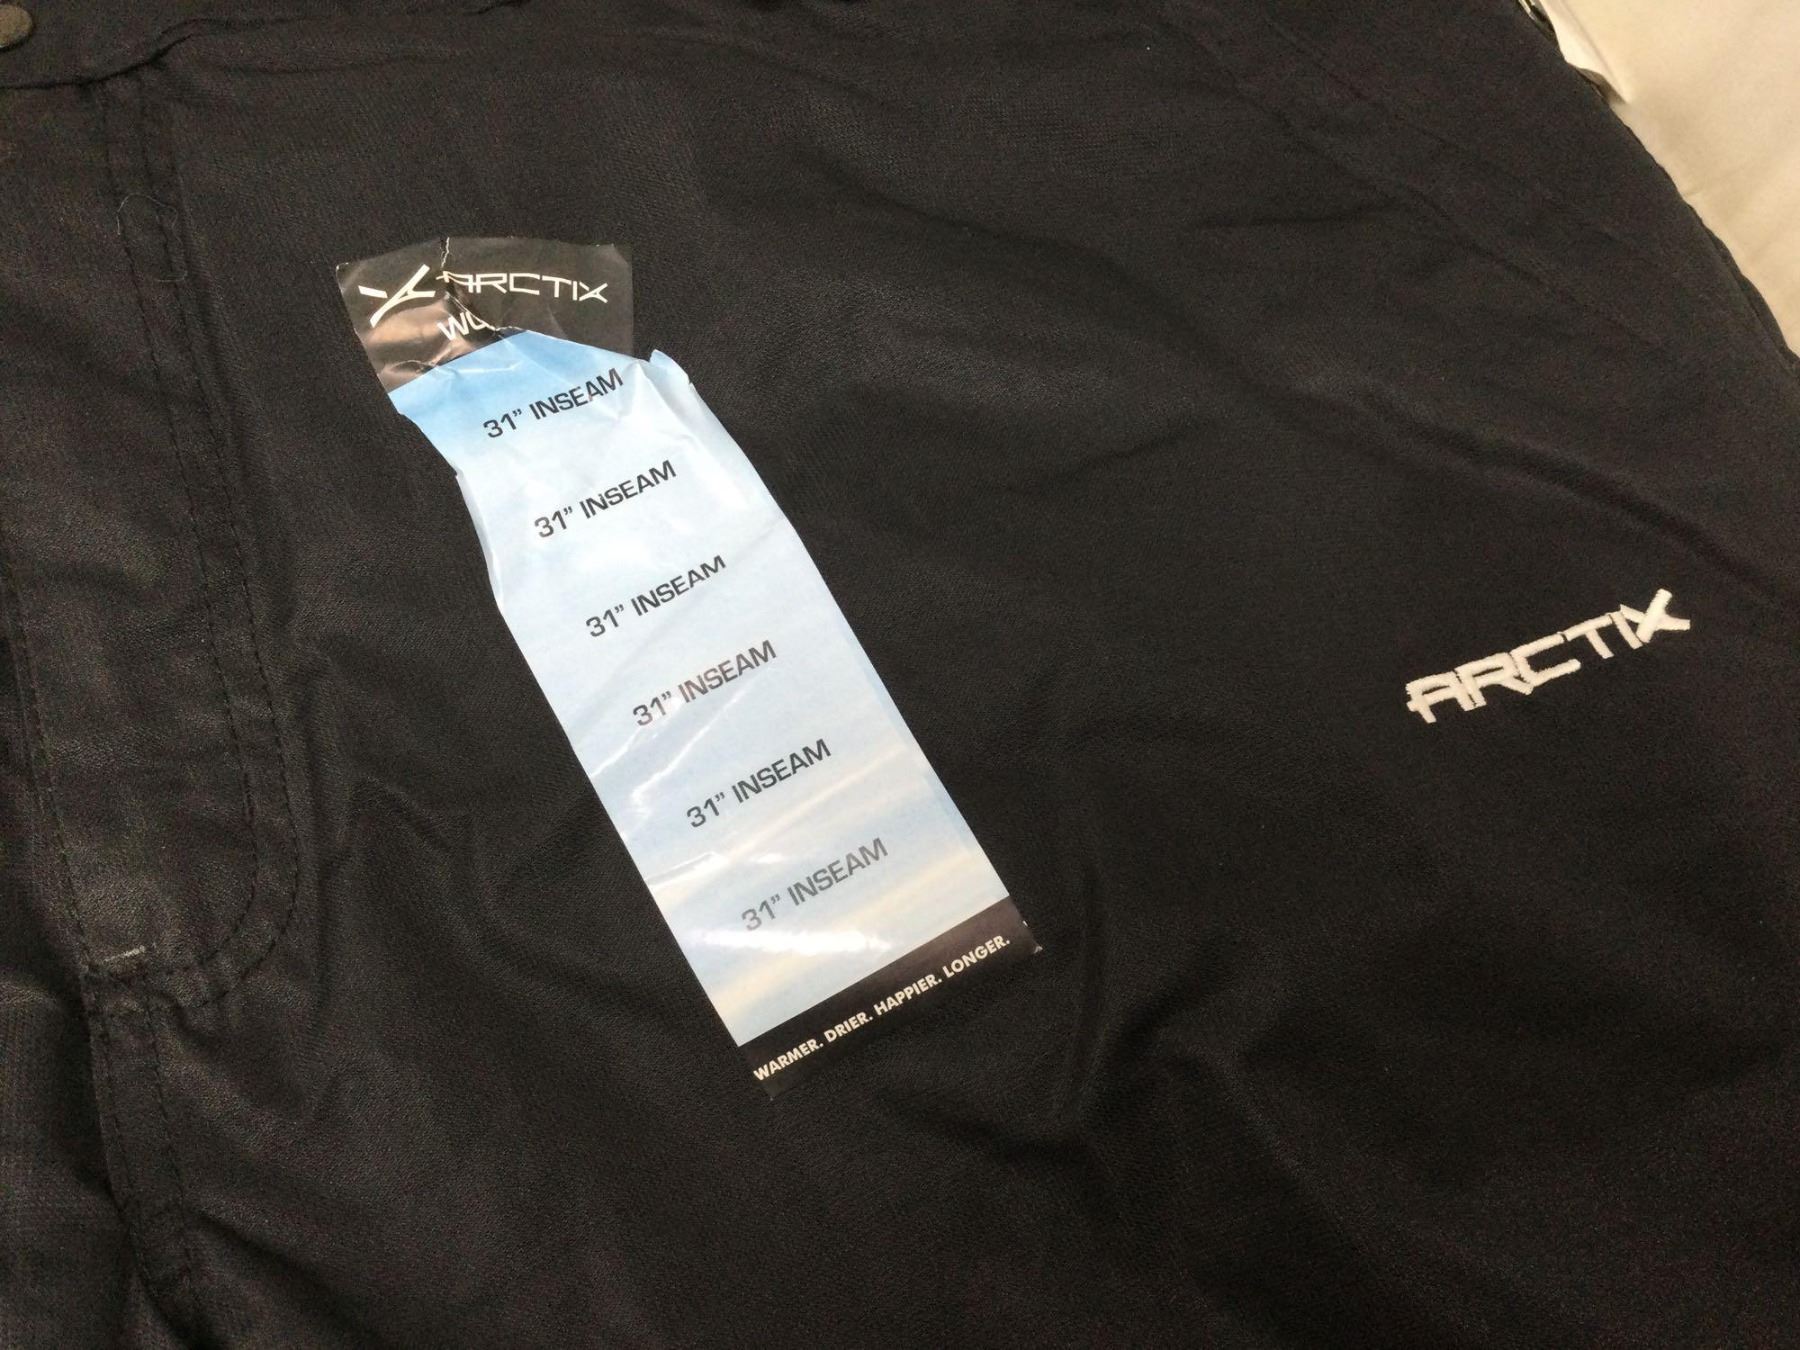 ARCTIX
31” INSEAM
31” INSEAM
31” INSEAM
31” INSEAM
31” INSEAM
31” INSEAM
WARMER. DRIER. HAPPIER. LONGER.
ARCTIX